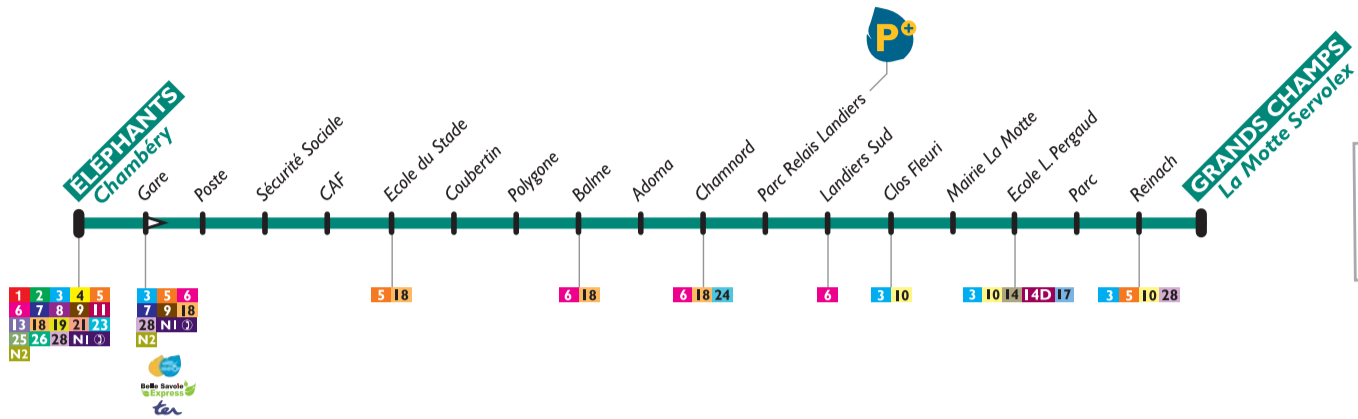 P+
ÉLÉPHANTS
Chambéry
Gare
Poste
Sécurité Sociale
CAF
Ecole du Stade
Coubertin
Polygone
Balme
Adoma
Chamnord
Parc Relais Landiers
Landiers Sud
Clos Fleuri
Mairie La Motte
Ecole L. Pergaud
Parc
Reinach
GRANDS CHAMPS
La Motte Servolex
1 2 3 4 5
6 7 8 9 11
13 18 19 21 23
25 26 28 N1
N2
3 5 6
7 9 18
28 N1
N2
Belle Savoie
Express
ter
5 18
6 18
6 18 24
6
3 10
3 10 14 14D 17
3 5 10 28